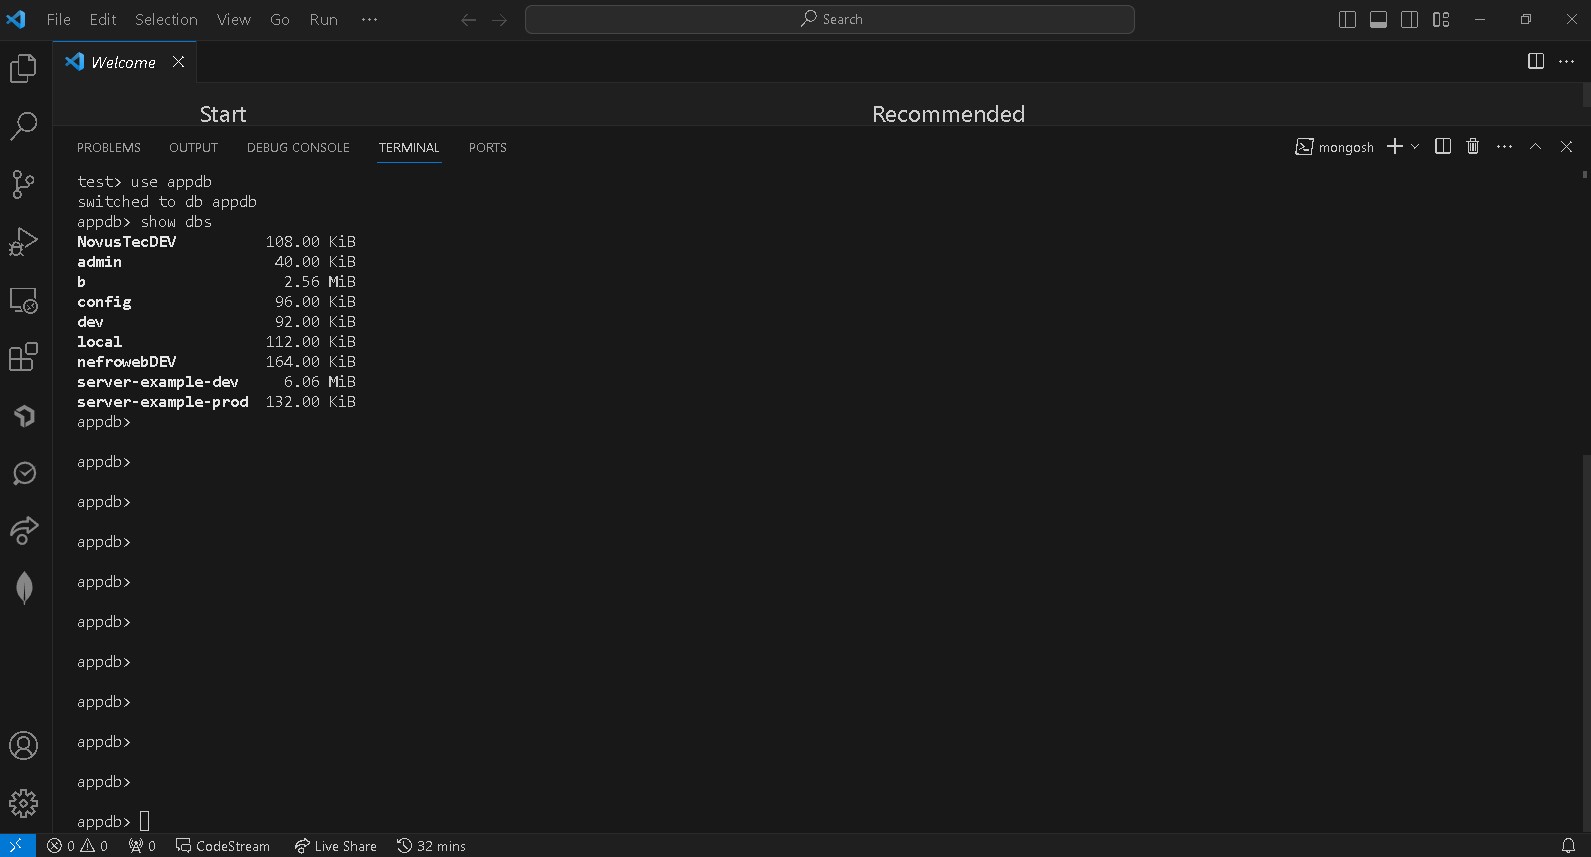 File Edit Selection View Go Run ···
Search
Welcome
Start
Recommended
PROBLEMS OUTPUT DEBUG CONSOLE TERMINAL PORTS
mongosh
test> use appdb
switched to db appdb
appdb> show dbs
NovusTecDEV 108.00 KiB
admin 40.00 KiB
b 2.56 MiB
config 96.00 KiB
dev 92.00 KiB
local 112.00 KiB
nefrowebDEV 164.00 KiB
server-example-dev 6.06 MiB
server-example-prod 132.00 KiB
appdb>
appdb>
appdb>
appdb>
appdb>
appdb>
appdb>
appdb>
appdb>
appdb>
appdb>
0 0 0 CodeStream Live Share 32 mins